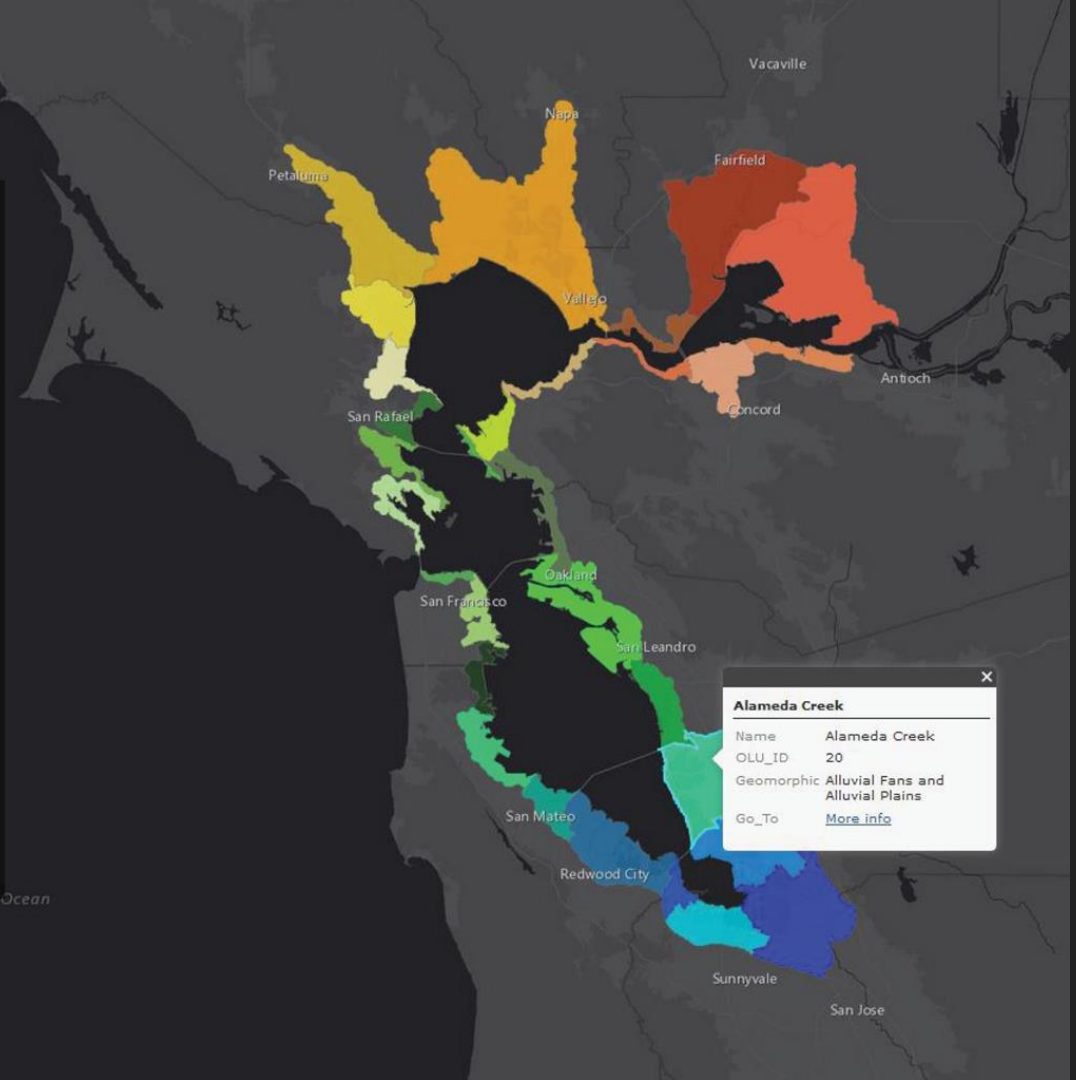 Vacaville
Napa
Fairfield
Petaluma
Vallejo
Antioch
Concord
San Rafael
Oakland
San Francisco
San Leandro
Alameda Creek
Name Alameda Creek
OLU_ID 20
Geomorphic Alluvial Fans and
Alluvial Plains
Go_To More info
San Mateo
Redwood City
Ocean
Sunnyvale
San Jose